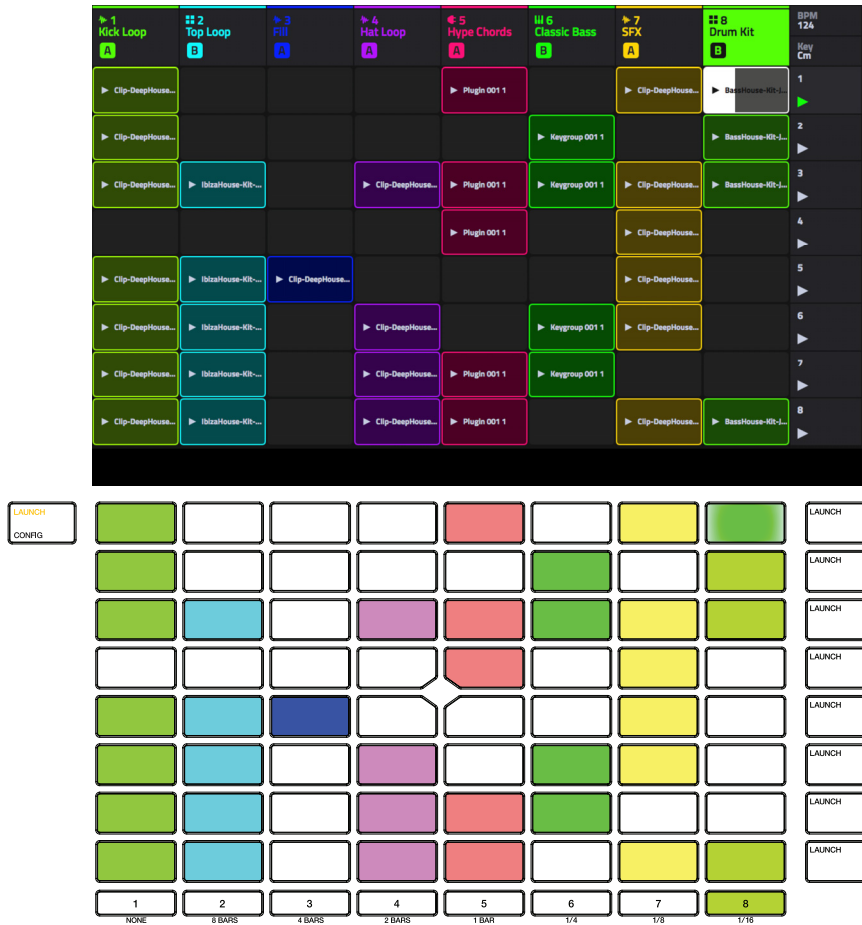 1 2 3 4 5 6 7 8 BPM
Kick Loop Top Loop Fill Hat Loop Hype Chords Classic Bass SFX Drum Kit 124
A B A A A B A B Key
Cm
Clip-DeepHouse... Plugin 001 1 Clip-DeepHouse... BassHouse-Kit-J... 1
Clip-DeepHouse... Keygroup 001 1 BassHouse-Kit-J... 2
Clip-DeepHouse... IbizaHouse-Kit-... Clip-DeepHouse... Plugin 001 1 Keygroup 001 1 Clip-DeepHouse... BassHouse-Kit-J... 3
Plugin 001 1 Clip-DeepHouse... 4
Clip-DeepHouse... IbizaHouse-Kit-... Clip-DeepHouse... Clip-DeepHouse... 5
Clip-DeepHouse... IbizaHouse-Kit-... Clip-DeepHouse... Keygroup 001 1 Clip-DeepHouse... 6
Clip-DeepHouse... IbizaHouse-Kit-... Clip-DeepHouse... Plugin 001 1 Keygroup 001 1 7
Clip-DeepHouse... IbizaHouse-Kit-... Clip-DeepHouse... Plugin 001 1 Clip-DeepHouse... BassHouse-Kit-J... 8
LAUNCH LAUNCH
CONFIG
LAUNCH
LAUNCH
LAUNCH
LAUNCH
LAUNCH
LAUNCH
LAUNCH
1 2 3 4 5 6 7 8
NONE 8 BARS 4 BARS 2 BARS 1 BAR 1/4 1/8 1/16